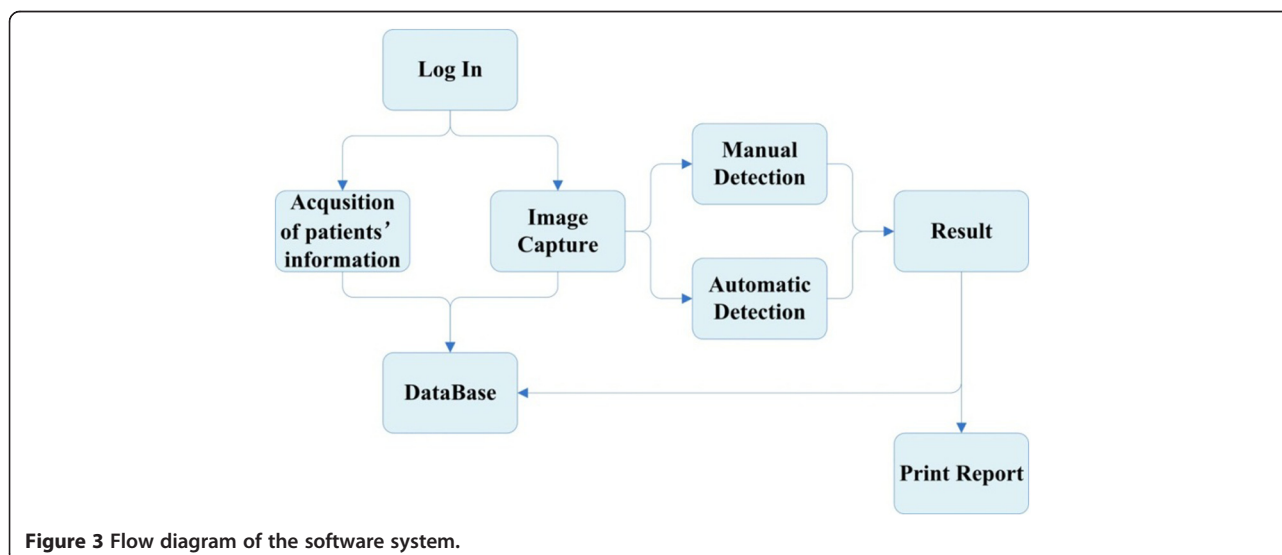 Log In
Acqusition
of patients’
information
Image
Capture
Manual
Detection
Automatic
Detection
Result
DataBase
Print Report
Figure 3 Flow diagram of the software system.